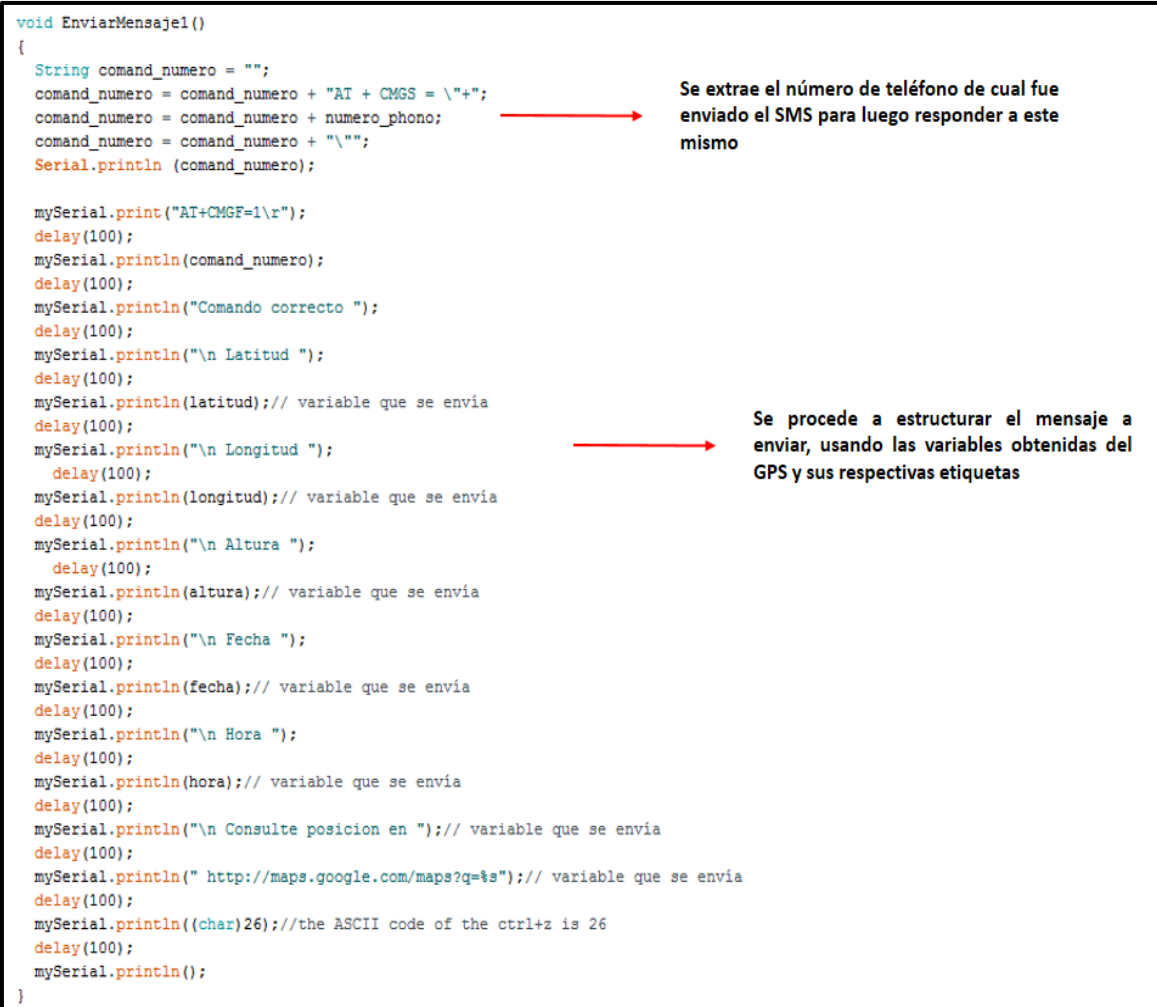 void EnviarMensaje1()
{
  String comand_numero = "";
  comand_numero = comand_numero + "AT + CMGS = \"+";
  comand_numero = comand_numero + numero_phono;
  comand_numero = comand_numero + "\"";
  Serial.println (comand_numero);
Se extrae el número de teléfono de cual fue
enviado el SMS para luego responder a este
mismo
  mySerial.print("AT+CMGF=1\r");
  delay(100);
  mySerial.println(comand_numero);
  delay(100);
  mySerial.println("Comando correcto ");
  delay(100);
  mySerial.println("\n Latitud ");
  delay(100);
  mySerial.println(latitud);// variable que se envía
  delay(100);
  mySerial.println("\n Longitud ");
    delay(100);
  mySerial.println(longitud);// variable que se envía
  delay(100);
  mySerial.println("\n Altura ");
    delay(100);
  mySerial.println(altura);// variable que se envía
  delay(100);
  mySerial.println("\n Fecha ");
  delay(100);
  mySerial.println(fecha);// variable que se envía
  delay(100);
  mySerial.println("\n Hora ");
  delay(100);
  mySerial.println(hora);// variable que se envía
  delay(100);
  mySerial.println("\n Consulte posicion en ");// variable que se envía
  delay(100);
  mySerial.println(" http://maps.google.com/maps?q=%s");// variable que se envía
  delay(100);
  mySerial.println((char)26);//the ASCII code of the ctrl+z is 26
  delay(100);
  mySerial.println();
}
Se procede a estructurar el mensaje a
enviar, usando las variables obtenidas del
GPS y sus respectivas etiquetas